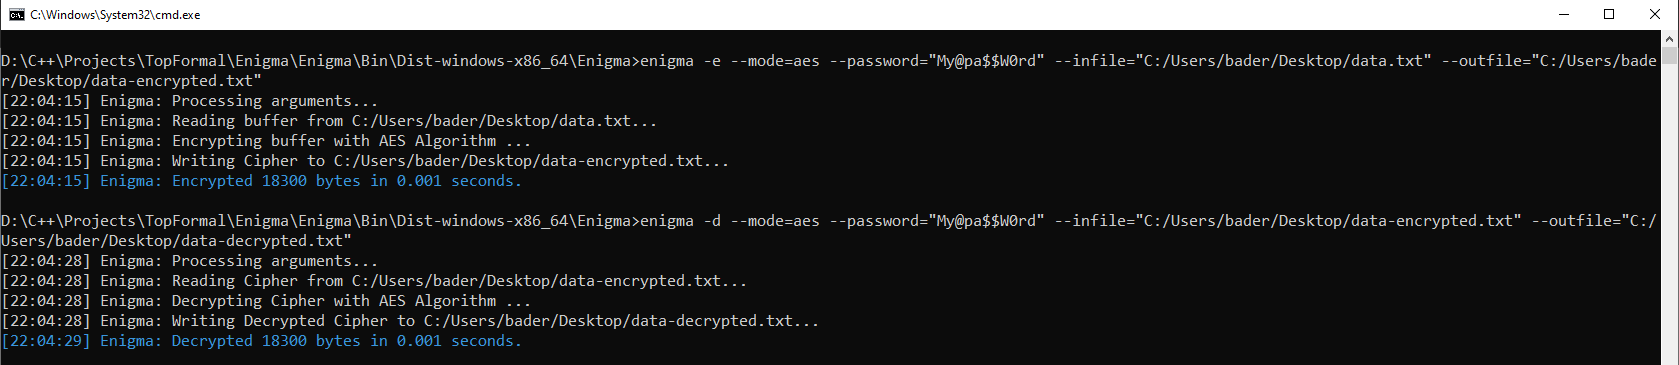 C:\Windows\System32\cmd.exe
D:\C++\Projects\TopFormal\Enigma\Enigma\Bin\Dist-windows-x86_64\Enigma>enigma -e --mode=aes --password="My@pa$$W0rd" --infile="C:/Users/bader/Desktop/data.txt" --outfile="C:/Users/bade
r/Desktop/data-encrypted.txt"
[22:04:15] Enigma: Processing arguments...
[22:04:15] Enigma: Reading buffer from C:/Users/bader/Desktop/data.txt...
[22:04:15] Enigma: Encrypting buffer with AES Algorithm ...
[22:04:15] Enigma: Writing Cipher to C:/Users/bader/Desktop/data-encrypted.txt...
[22:04:15] Enigma: Encrypted 18300 bytes in 0.001 seconds.
D:\C++\Projects\TopFormal\Enigma\Enigma\Bin\Dist-windows-x86_64\Enigma>enigma -d --mode=aes --password="My@pa$$W0rd" --infile="C:/Users/bader/Desktop/data-encrypted.txt" --outfile="C:/
Users/bader/Desktop/data-decrypted.txt"
[22:04:28] Enigma: Processing arguments...
[22:04:28] Enigma: Reading Cipher from C:/Users/bader/Desktop/data-encrypted.txt...
[22:04:28] Enigma: Decrypting Cipher with AES Algorithm ...
[22:04:28] Enigma: Writing Decrypted Cipher to C:/Users/bader/Desktop/data-decrypted.txt...
[22:04:29] Enigma: Decrypted 18300 bytes in 0.001 seconds.